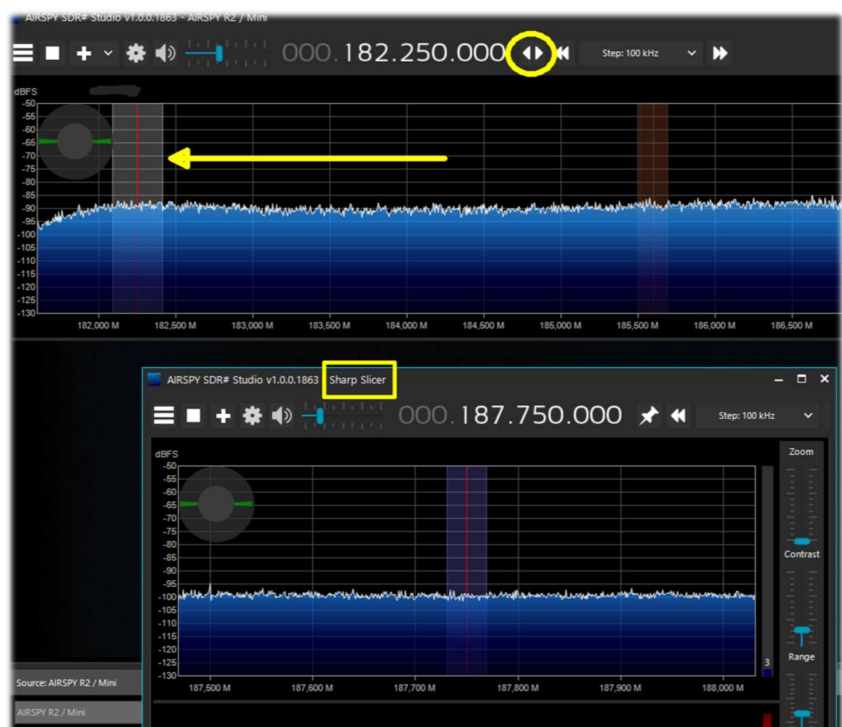 AIRSPY SDR# Studio v1.0.0.1863 - AIRSPY R2 / Mini
000.182.250.000
Step: 100 kHz
dBFS
-50
-55
-60
-65
-70
-75
-80
-85
-90
-95
-100
-105
-110
-115
-120
-125
-130
182,000 M 182,500 M 183,000 M 183,500 M 184,000 M 184,500 M 185,000 M 185,500 M 186,000 M 186,500 M
AIRSPY SDR# Studio v1.0.0.1863 Sharp Slicer
000.187.750.000
Step: 100 kHz
dBFS
Zoom
-50
-55
-60
-65
-70
-75
-80
-85
-90
-95
-100
-105
-110
-115
-120
-125
-130
Contrast
Range
3
187,500 M 187,600 M 187,700 M 187,800 M 187,900 M 188,000 M
Source: AIRSPY R2 / Mini
AIRSPY R2 / Mini